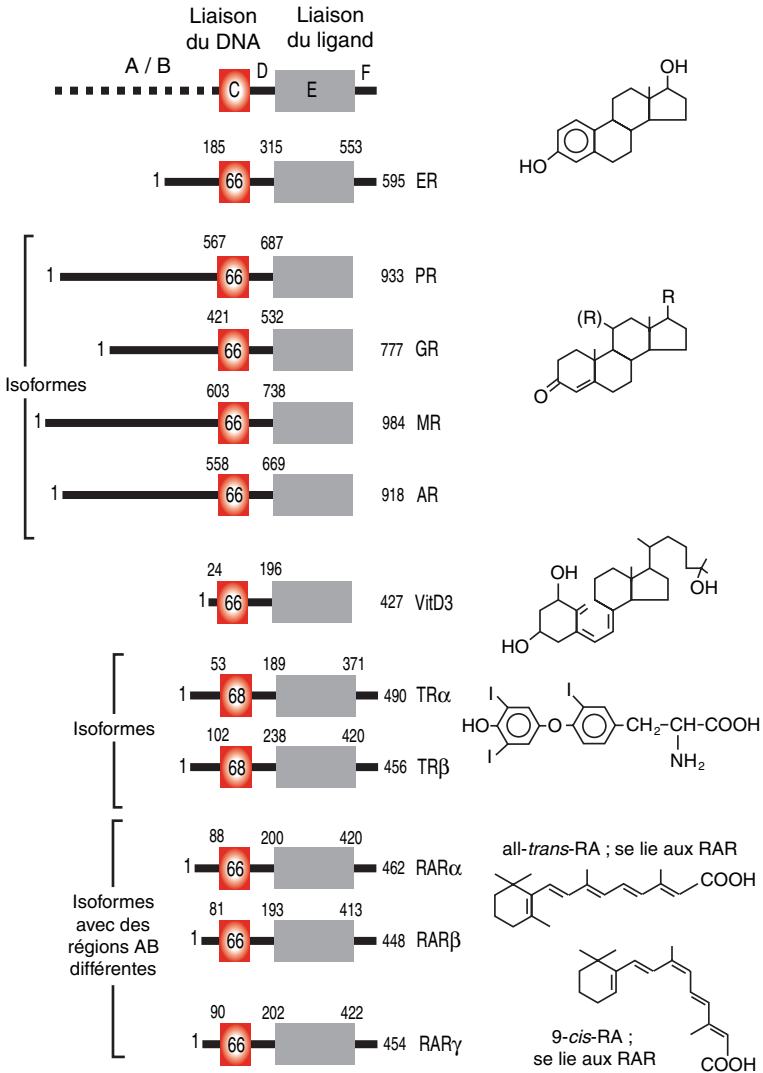 Liaison du DNA
Liaison du ligand
A / B
C
D
E
F
185 315 553
1 66 595 ER
HO
OH
Isoformes
567 687
1 66 933 PR
421 532
1 66 777 GR
603 738
1 66 984 MR
558 669
1 66 918 AR
(R)
R
O
24 196
1 66 427 VitD3
OH
HO
OH
Isoformes
53 189 371
1 68 490 TRα
102 238 420
1 68 456 TRβ
I
I
HO
O
I
CH2 CH COOH
NH2
Isoformes
avec des
régions AB
différentes
88 200 420
1 66 462 RARα
81 193 413
1 66 448 RARβ
90 202 422
1 66 454 RARγ
all-trans-RA ; se lie aux RAR
COOH
9-cis-RA ;
se lie aux RAR
COOH